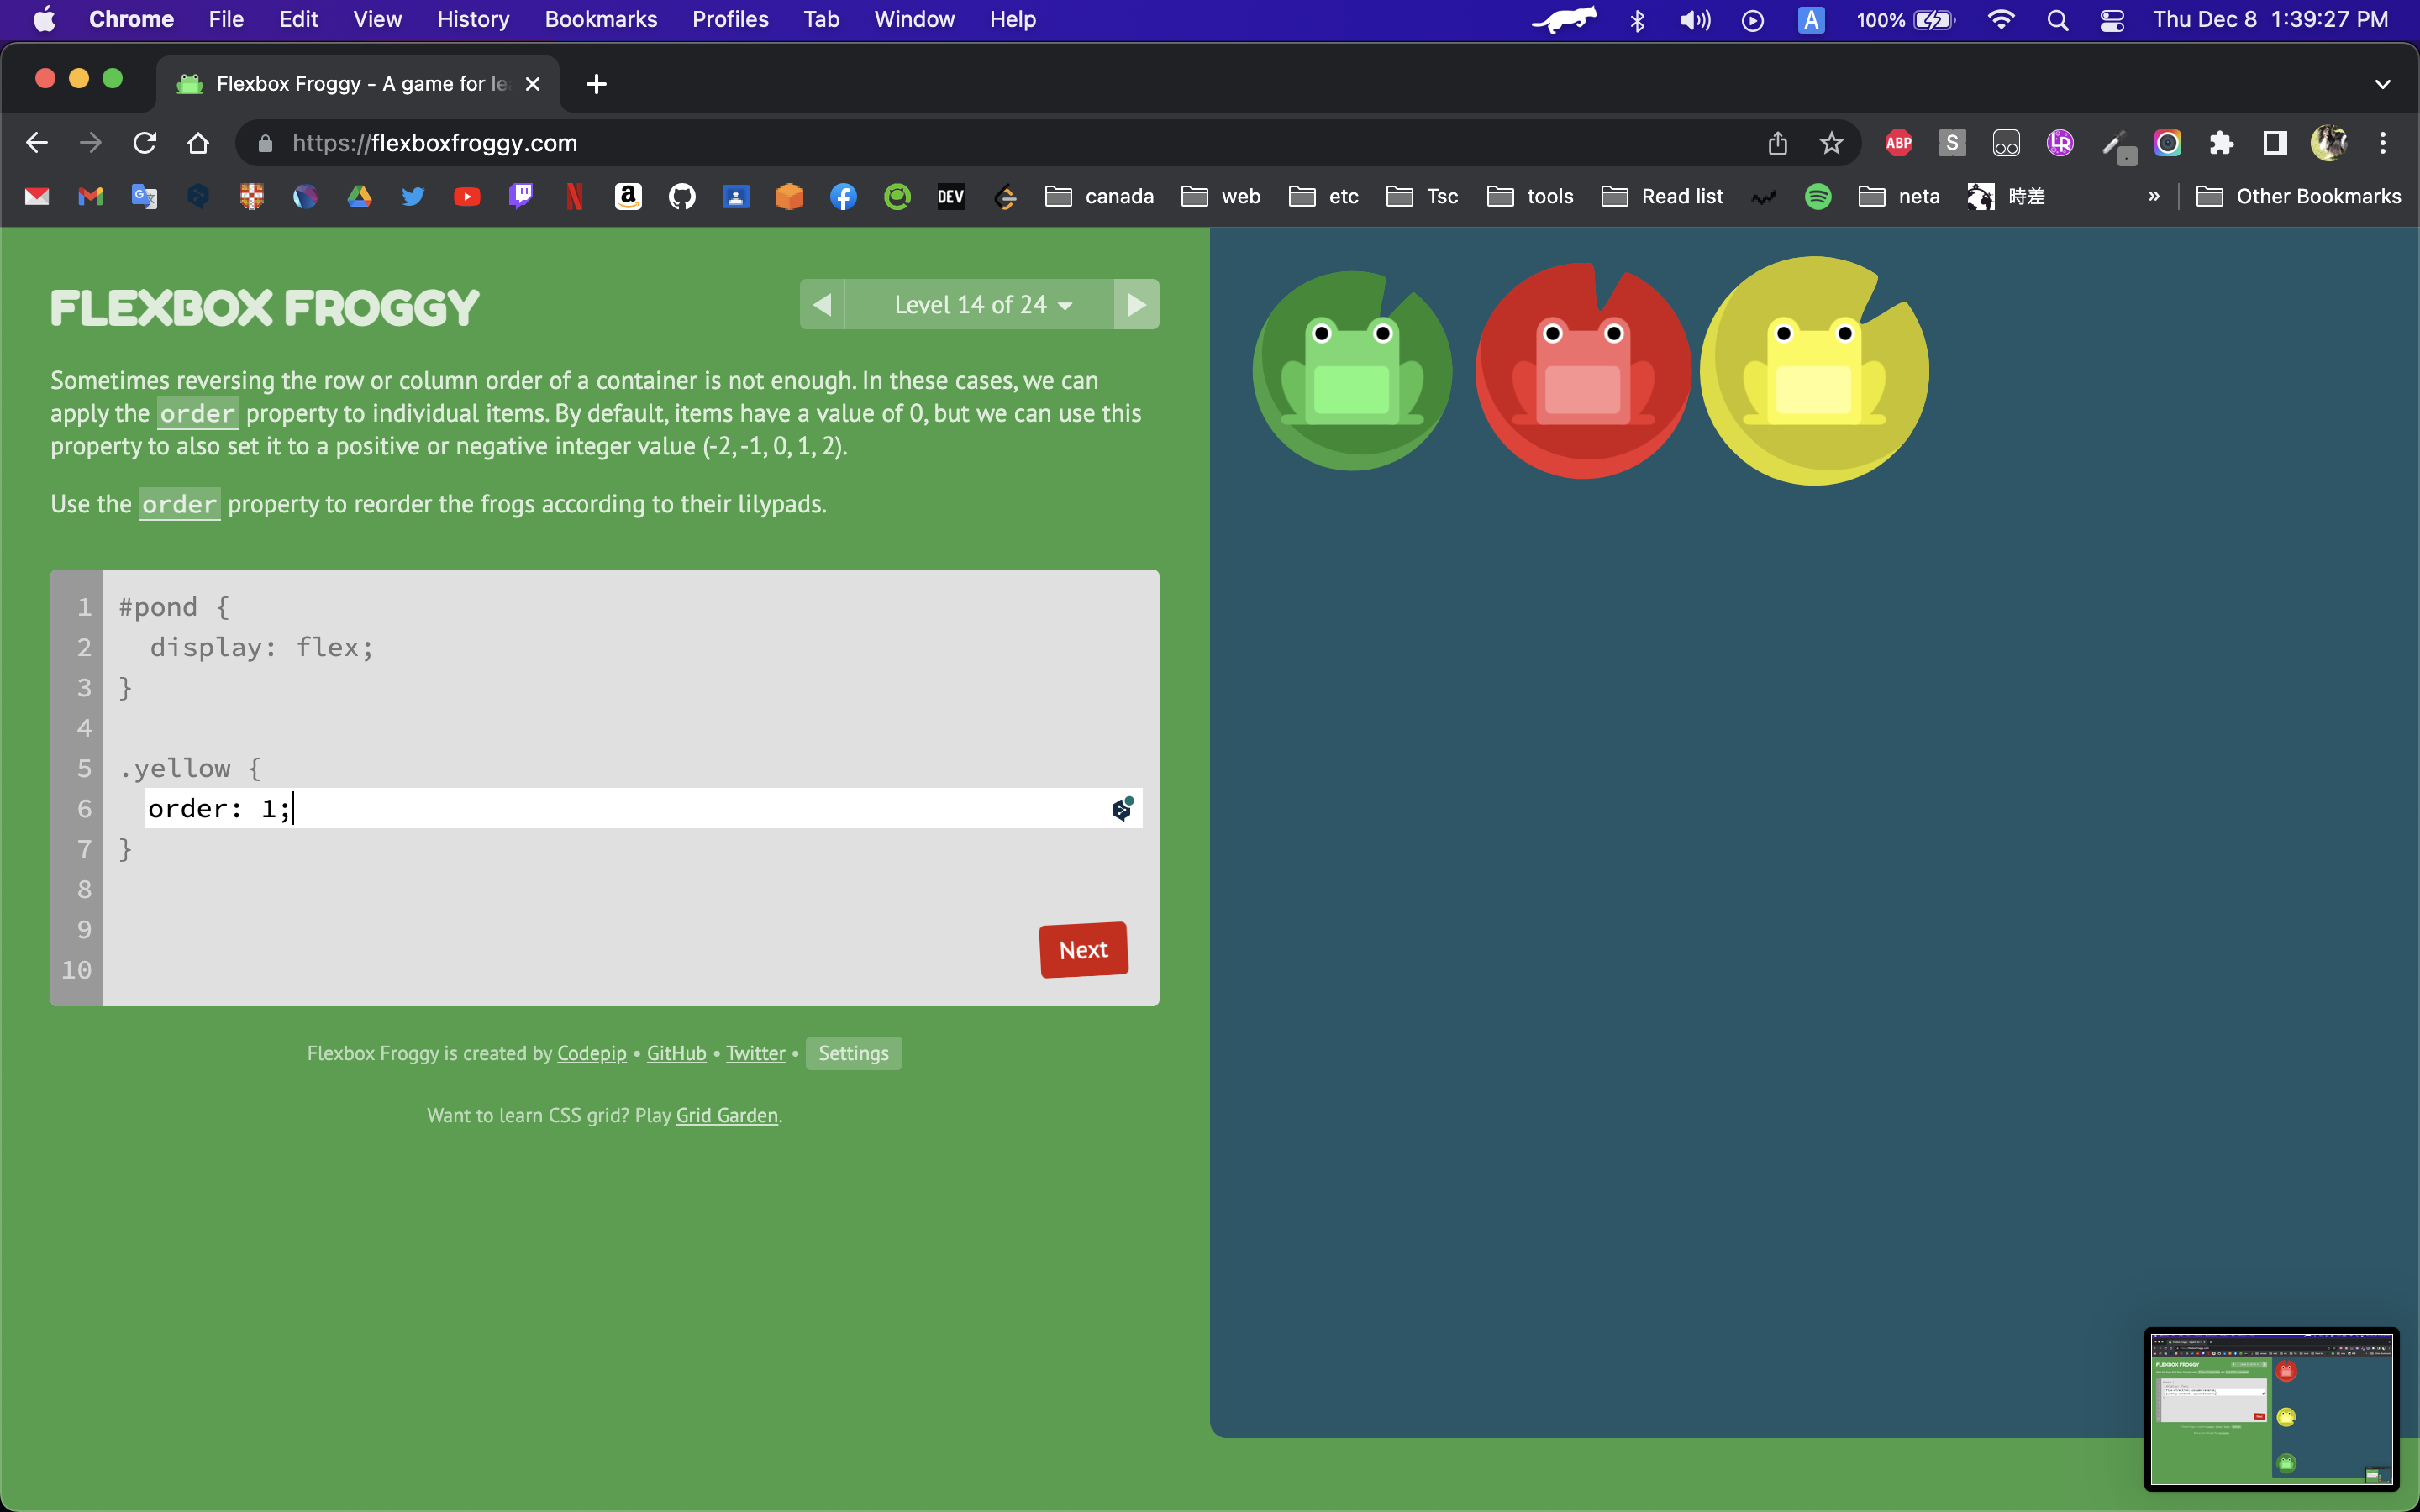 Chrome File Edit View History Bookmarks Profiles Tab Window Help A 100% Thu Dec 8 1:39:27 PM
Flexbox Froggy - A game for le
https://flexboxfroggy.com ABP S LR
DEV canada web etc Tsc tools Read list neta 時差 » Other Bookmarks
FLEXBOX FROGGY
Level 14 of 24
Sometimes reversing the row or column order of a container is not enough. In these cases, we can
apply the order property to individual items. By default, items have a value of 0, but we can use this
property to also set it to a positive or negative integer value (-2, -1, 0, 1, 2).
Use the order property to reorder the frogs according to their lilypads.
1 #pond {
2 display: flex;
3 }
4
5 .yellow {
6 order: 1;
7 }
8
9
10
Next
Flexbox Froggy is created by Codepip • GitHub • Twitter • Settings
Want to learn CSS grid? Play Grid Garden.
FLEXBOX FROGGY